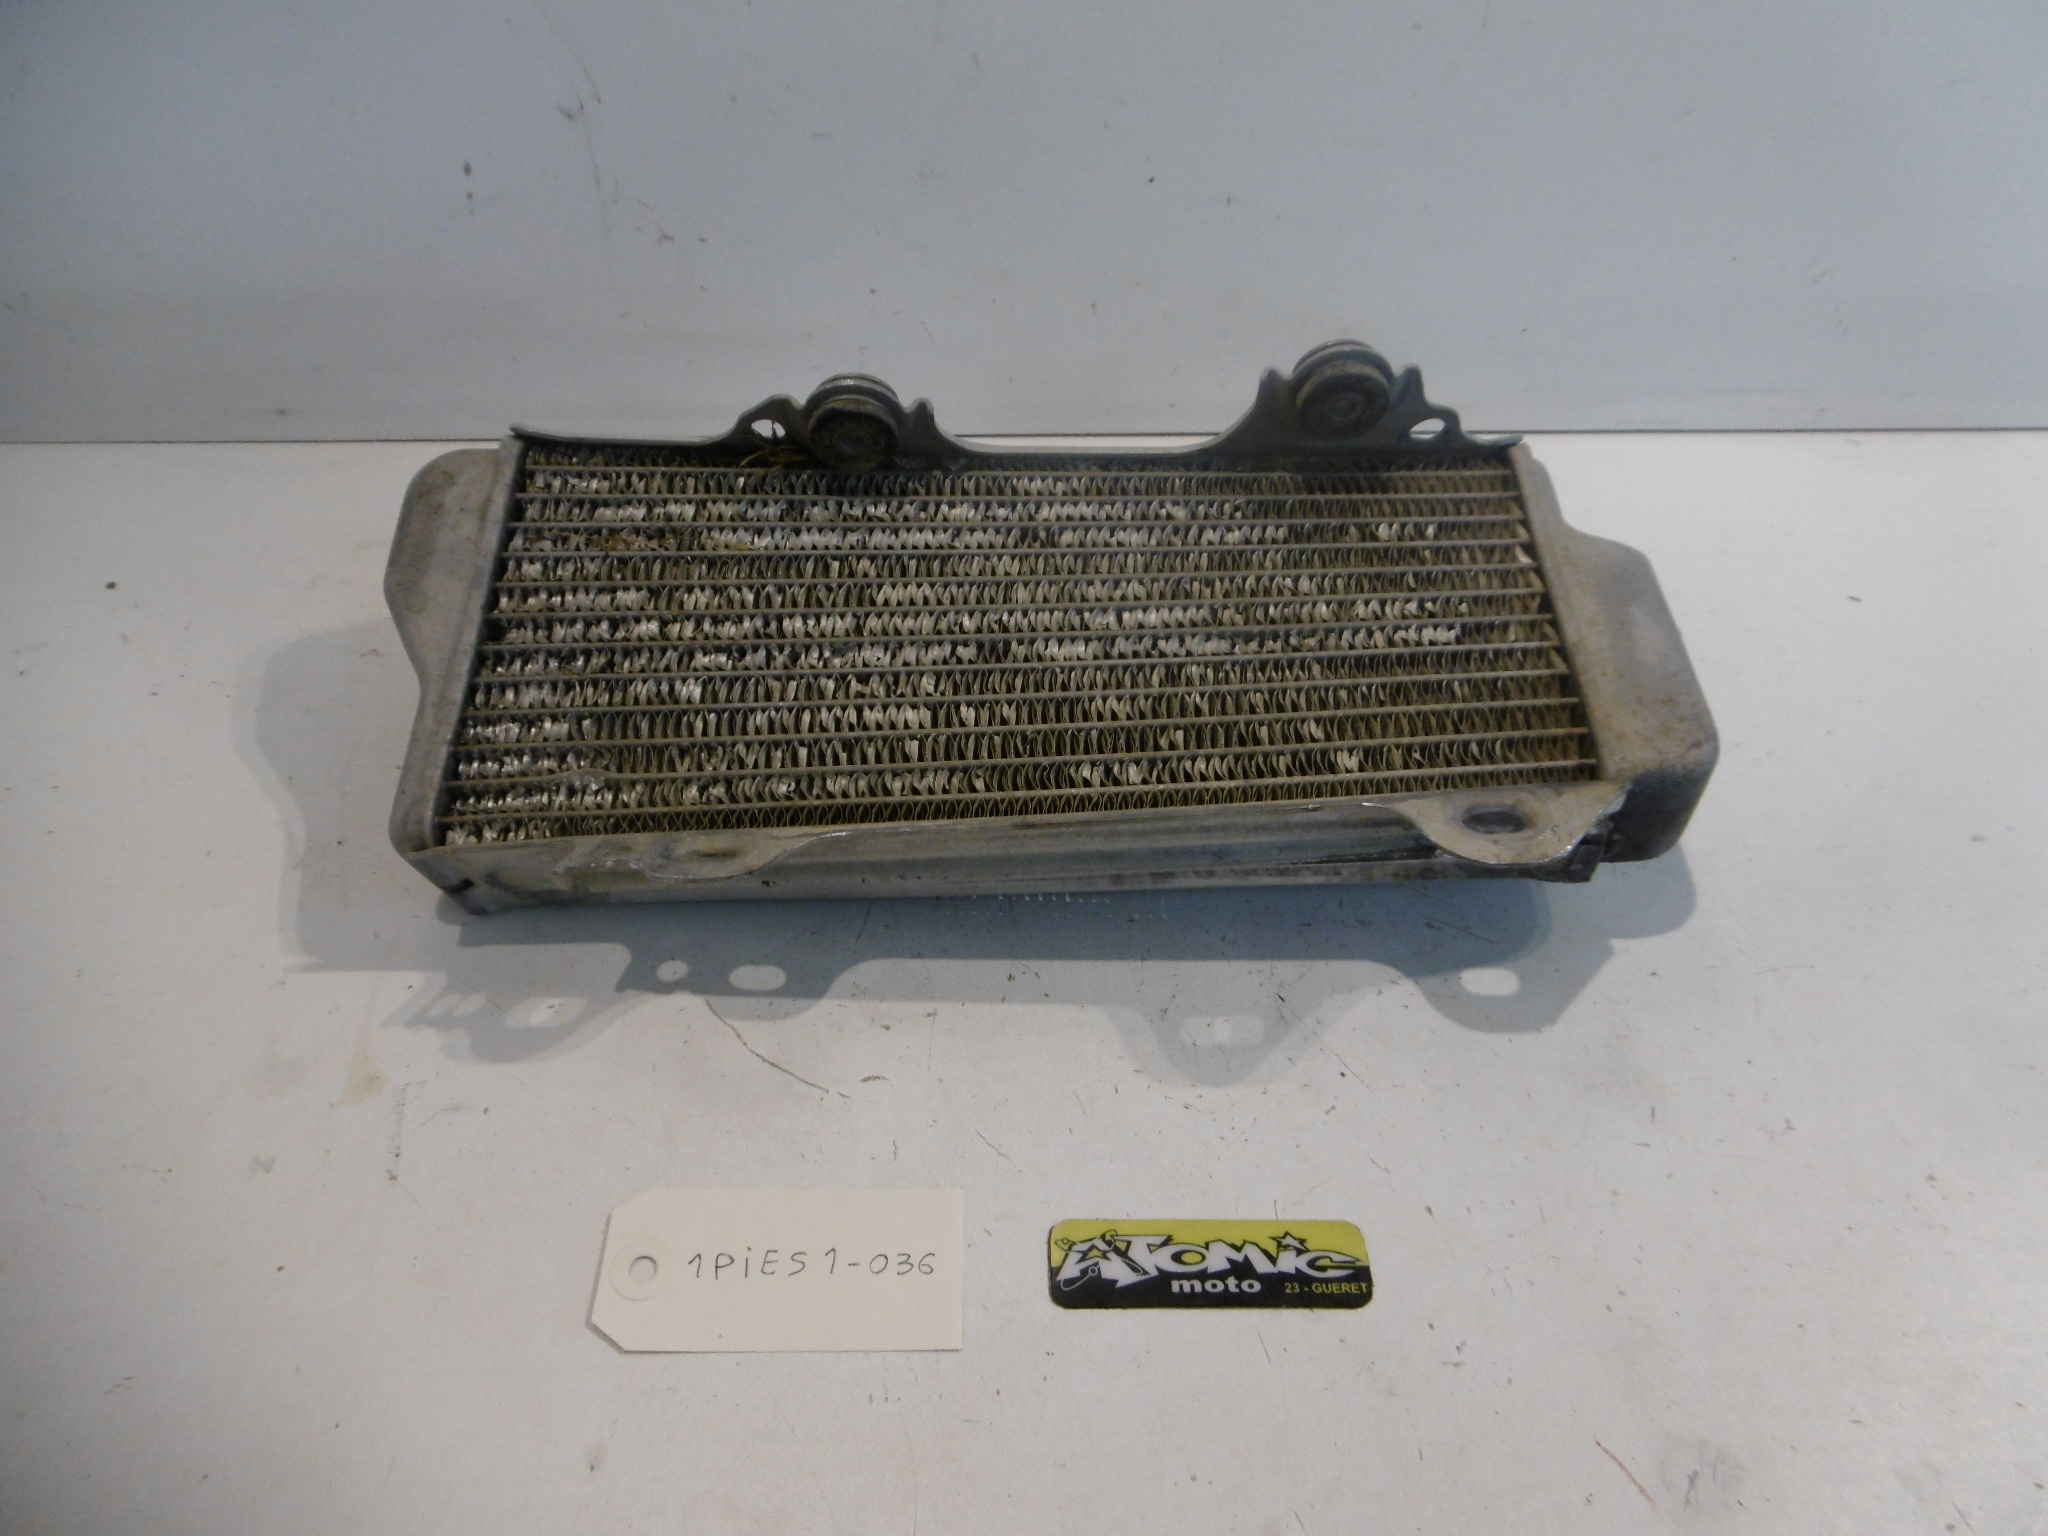 1PiES1-036
ATOMiC
moto
23 - GUERET